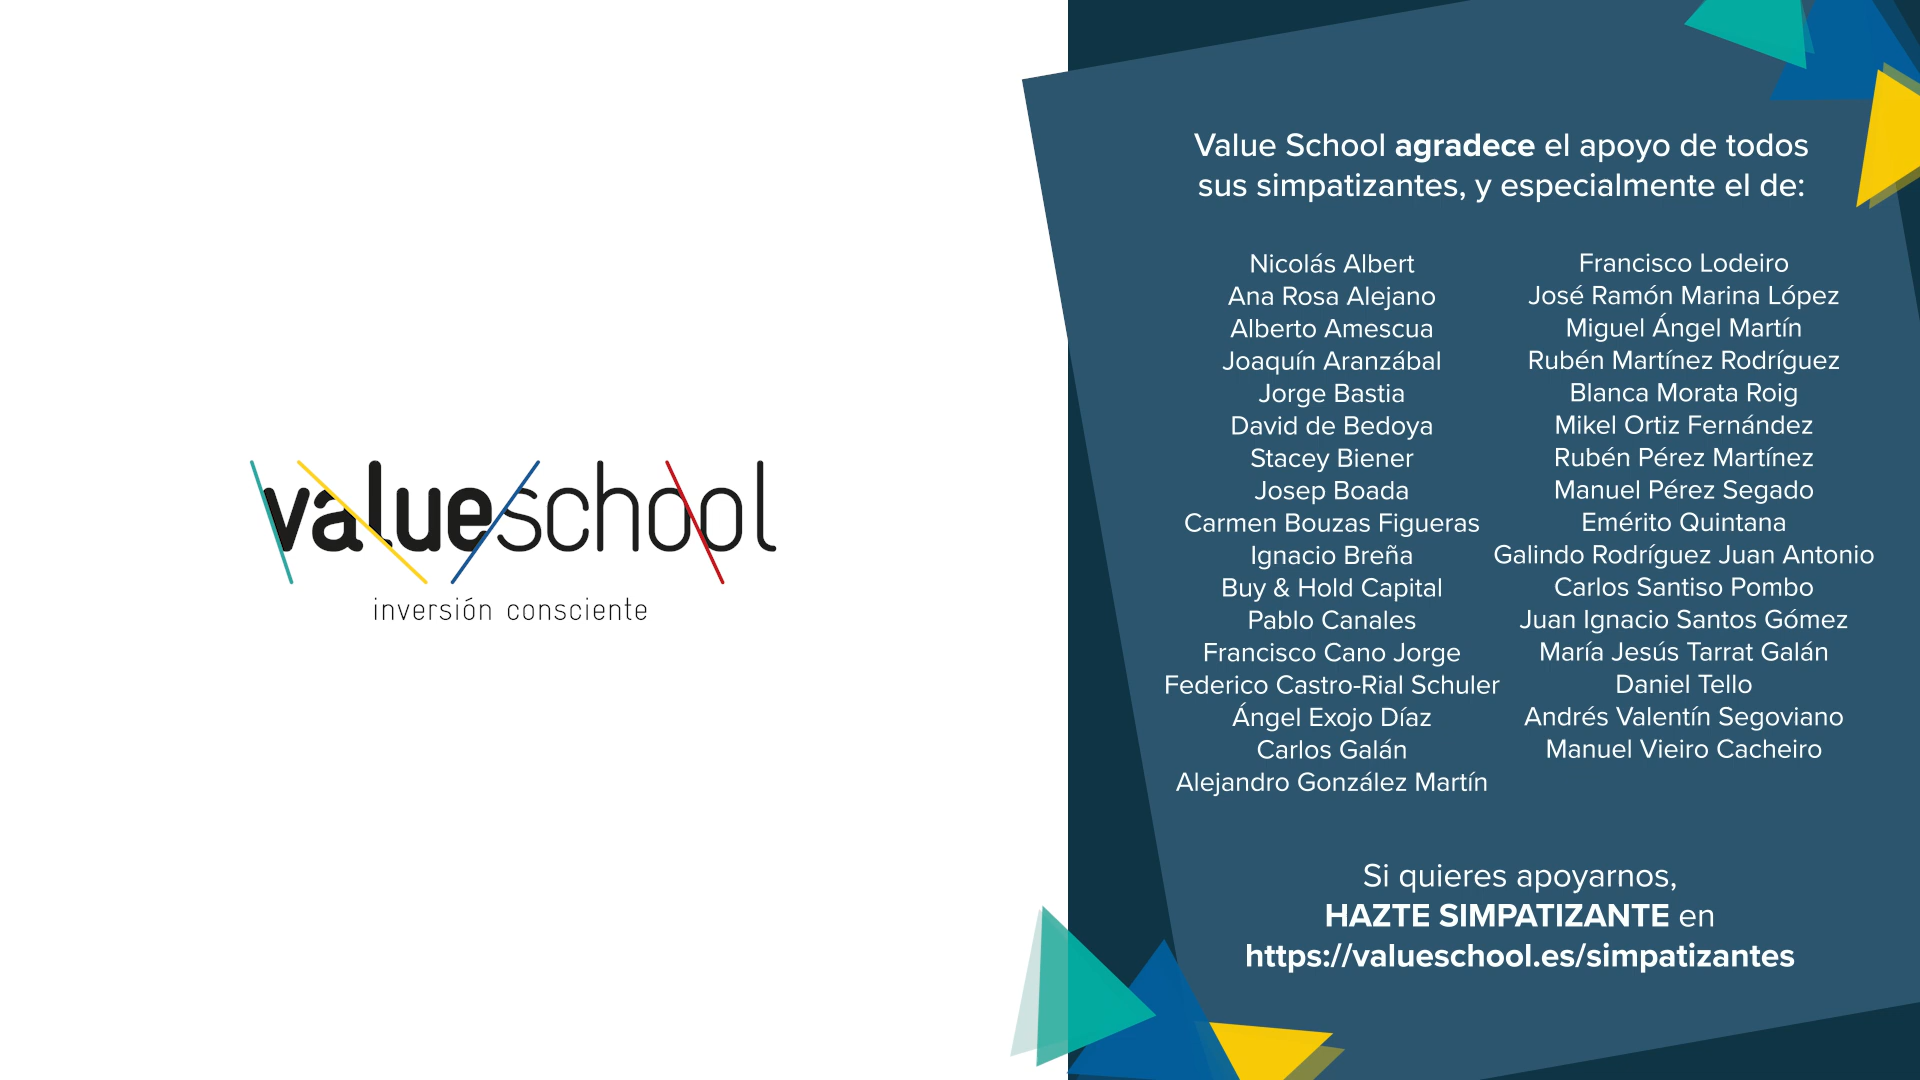 valueschool
inversión consciente
Value School agradece el apoyo de todos
sus simpatizantes, y especialmente el de:
Nicolás Albert
Ana Rosa Alejano
Alberto Amescua
Joaquín Aranzábal
Jorge Bastia
David de Bedoya
Stacey Biener
Josep Boada
Carmen Bouzas Figueras
Ignacio Breña
Buy & Hold Capital
Pablo Canales
Francisco Cano Jorge
Federico Castro-Rial Schuler
Ángel Exojo Díaz
Carlos Galán
Alejandro González Martín
Francisco Lodeiro
José Ramón Marina López
Miguel Ángel Martín
Rubén Martínez Rodríguez
Blanca Morata Roig
Mikel Ortiz Fernández
Rubén Pérez Martínez
Manuel Pérez Segado
Emérito Quintana
Galindo Rodríguez Juan Antonio
Carlos Santiso Pombo
Juan Ignacio Santos Gómez
María Jesús Tarrat Galán
Daniel Tello
Andrés Valentín Segoviano
Manuel Vieiro Cacheiro
Si quieres apoyarnos,
HAZTE SIMPATIZANTE en
https://valueschool.es/simpatizantes